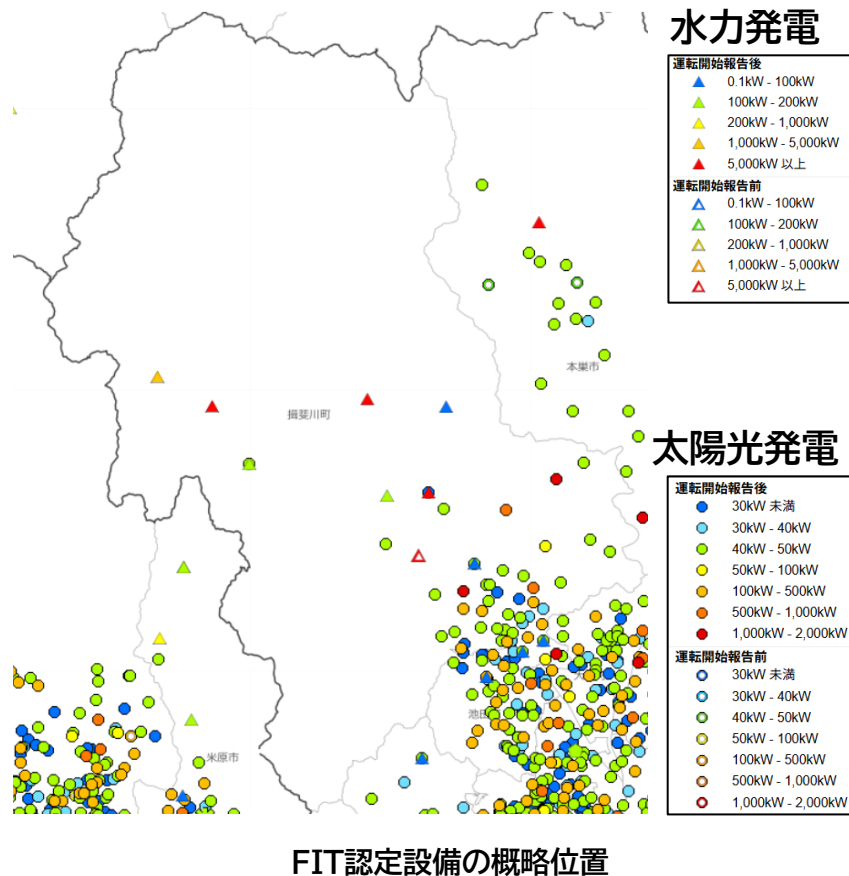 水力発電
運転開始報告後
0.1kW - 100kW
100kW - 200kW
200kW - 1,000kW
1,000kW - 5,000kW
5,000kW 以上
運転開始報告前
0.1kW - 100kW
100kW - 200kW
200kW - 1,000kW
1,000kW - 5,000kW
5,000kW 以上
本巣市
揖斐川町
太陽光発電
運転開始報告後
30kW 未満
30kW - 40kW
40kW - 50kW
50kW - 100kW
100kW - 500kW
500kW - 1,000kW
1,000kW - 2,000kW
運転開始報告前
30kW 未満
30kW - 40kW
40kW - 50kW
50kW - 100kW
100kW - 500kW
500kW - 1,000kW
1,000kW - 2,000kW
池田
米原市
FIT認定設備の概略位置